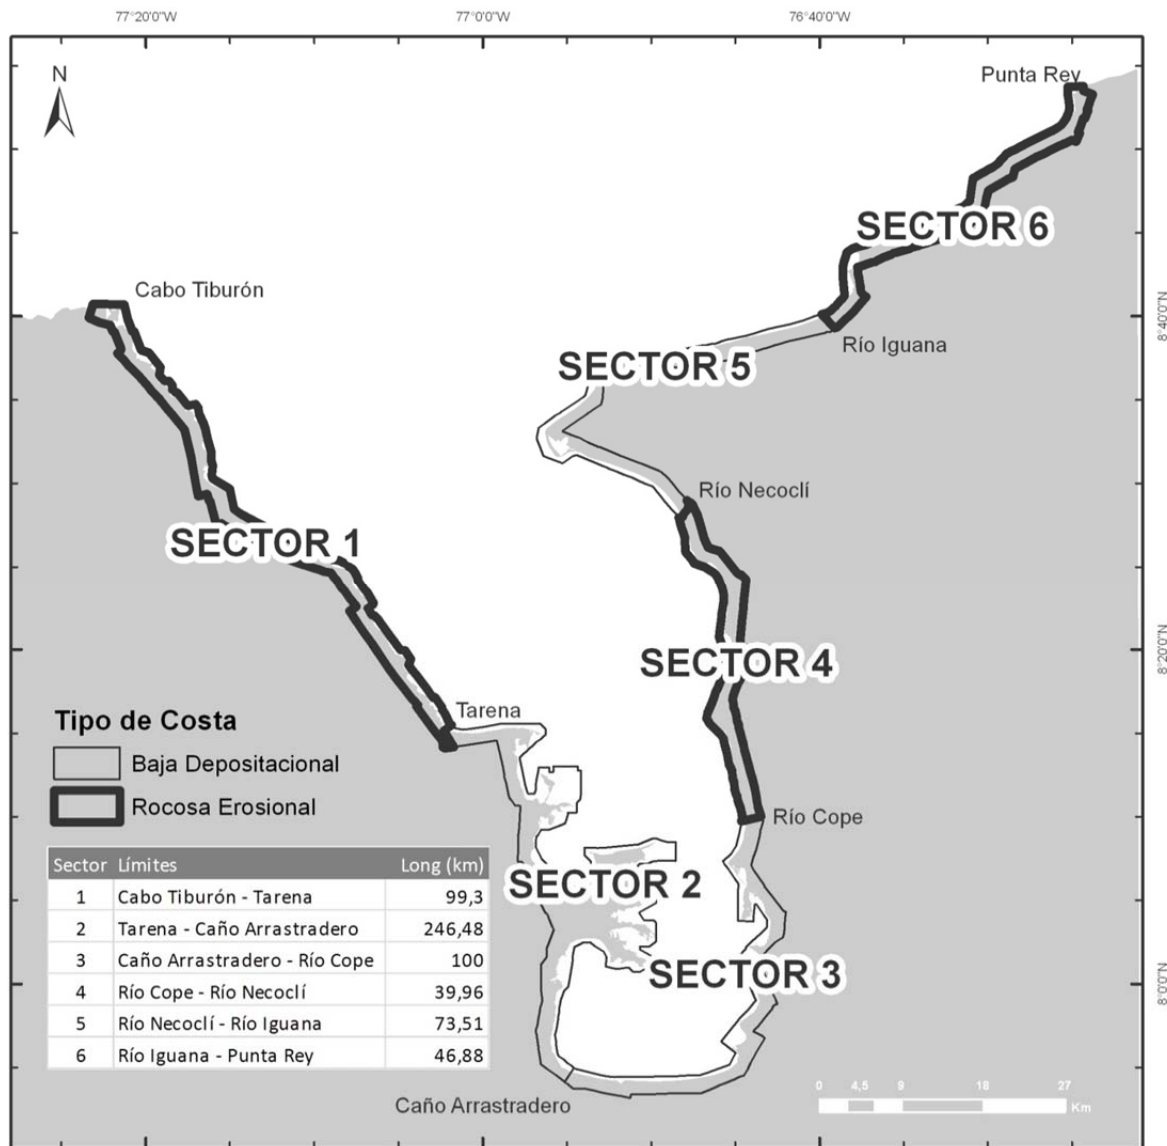 77°20'0"W
77°0'0"W
76°40'0"W
N
Punta Rey
SECTOR 6
Cabo Tiburón
8°40'0"N
Río Iguana
SECTOR 5
Río Necoclí
SECTOR 1
8°20'0"N
SECTOR 4
Tarena
Tipo de Costa
Baja Depositacional
Rocosa Erosional
Río Cope
Sector Límites Long (km)
1 Cabo Tiburón - Tarena 99,3
2 Tarena - Caño Arrastradero 246,48
3 Caño Arrastradero - Río Cope 100
4 Río Cope - Río Necoclí 39,96
5 Río Necoclí - Río Iguana 73,51
6 Río Iguana - Punta Rey 46,88
SECTOR 2
SECTOR 3
8°0'0"N
Caño Arrastradero
0 4,5 9 18 27
Km